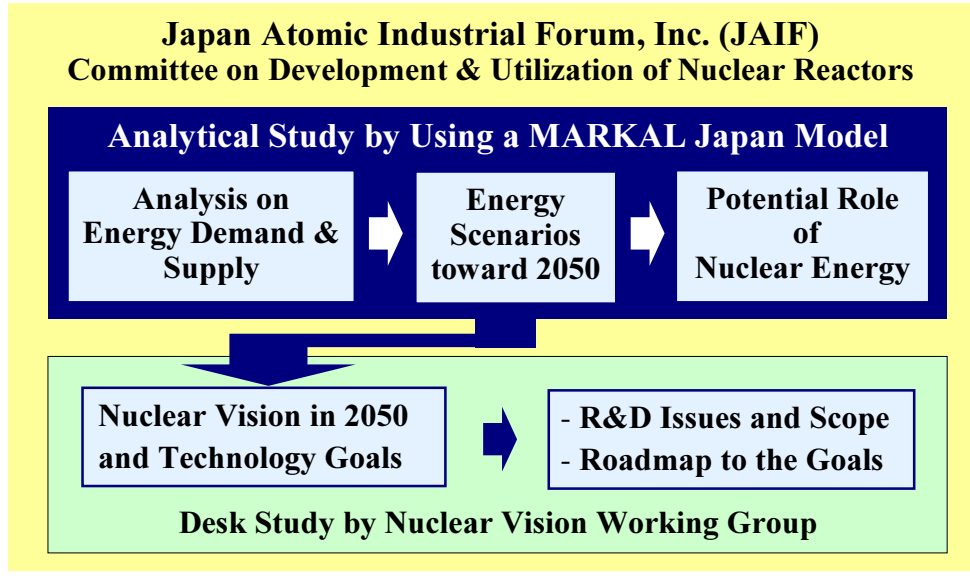 Japan Atomic Industrial Forum, Inc. (JAIF)
Committee on Development & Utilization of Nuclear Reactors
Analytical Study by Using a MARKAL Japan Model
Analysis on
Energy Demand &
Supply
Energy
Scenarios
toward 2050
Potential Role
of
Nuclear Energy
Nuclear Vision in 2050
and Technology Goals
- R&D Issues and Scope
- Roadmap to the Goals
Desk Study by Nuclear Vision Working Group